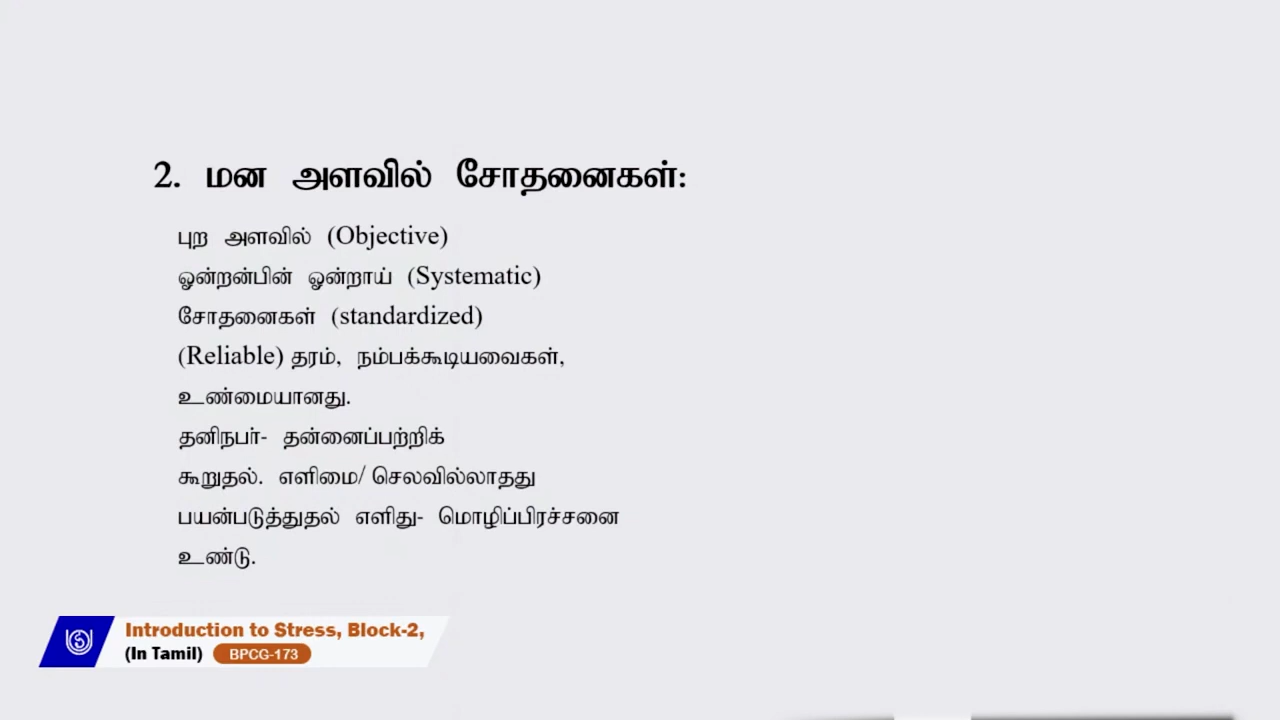 2. மன அளவில் சோதனைகள்:
புற அளவில் (Objective)
ஒன்றன்பின் ஒன்றாய் (Systematic)
சோதனைகள் (standardized)
(Reliable) தரம், நம்பக்கூடியவைகள்,
உண்மையானது.
தனிநபர்- தன்னைப்பற்றிக்
கூறுதல். எளிமை/ செலவில்லாதது
பயன்படுத்துதல் எளிது- மொழிப்பிரச்சனை
உண்டு.
Introduction to Stress, Block-2,
(In Tamil) BPCG-173